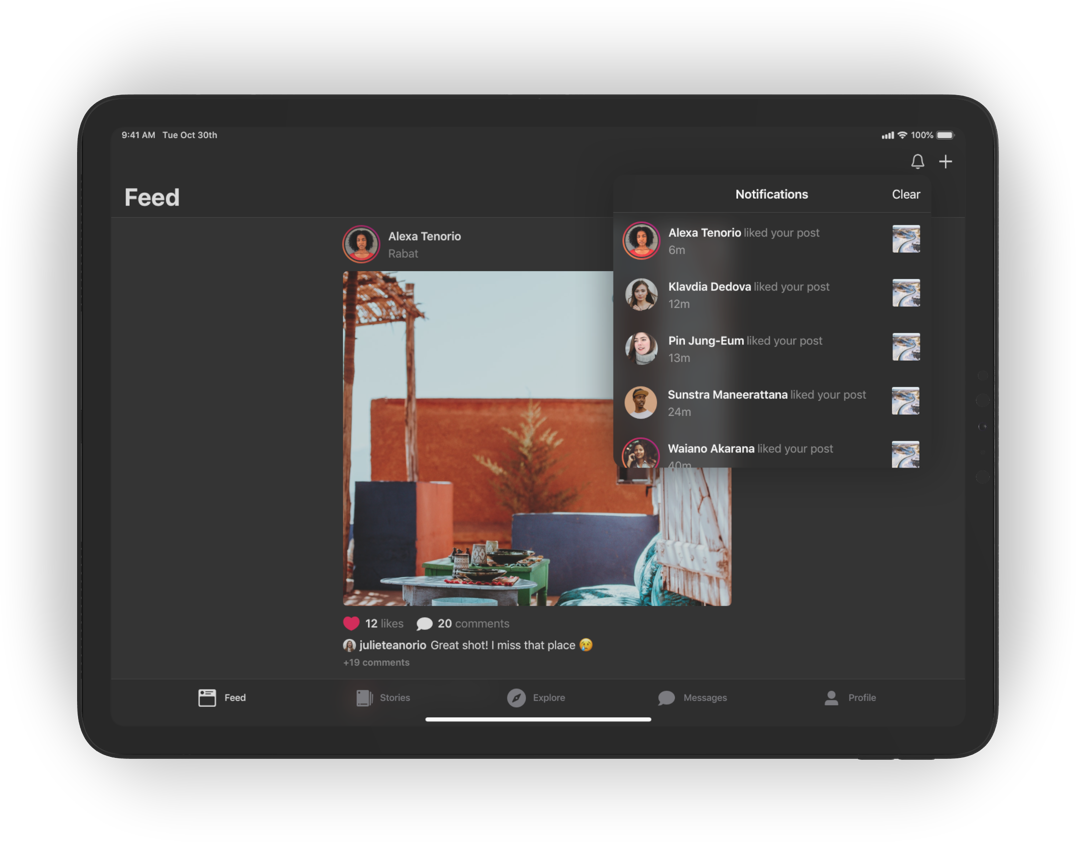 9:41 AM Tue Oct 30th
100%
Feed
Notifications
Clear
Alexa Tenorio
Rabat
Alexa Tenorio liked your post
6m
Klavdia Dedova liked your post
12m
Pin Jung-Eum liked your post
13m
Sunstra Maneerattana liked your post
24m
Waiano Akarana liked your post
40m
12 likes
20 comments
julieteanorio Great shot! I miss that place 😢
+19 comments
Feed
Stories
Explore
Messages
Profile